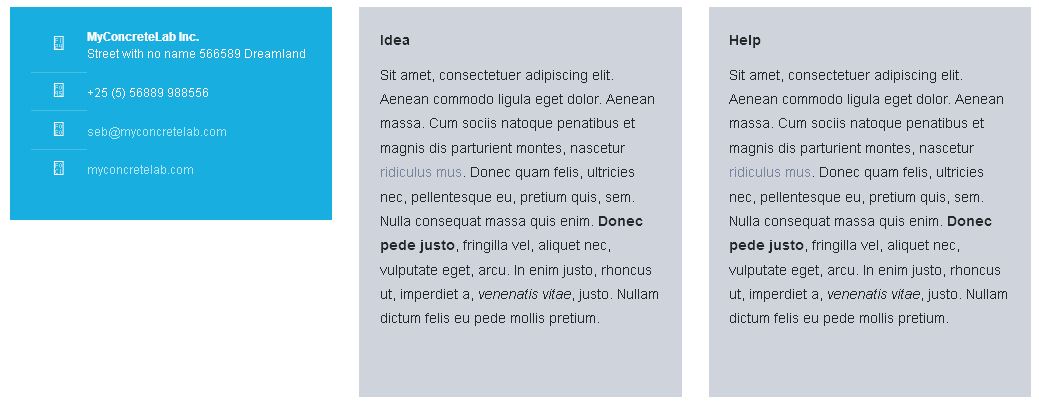 MyConcreteLab Inc.
Street with no name 566589 Dreamland
+25 (5) 56889 988556
seb@myconcretelab.com
myconcretelab.com
Idea
Sit amet, consectetuer adipiscing elit.
Aenean commodo ligula eget dolor. Aenean
massa. Cum sociis natoque penatibus et
magnis dis parturient montes, nascetur
ridiculus mus. Donec quam felis, ultricies
nec, pellentesque eu, pretium quis, sem.
Nulla consequat massa quis enim. Donec
pede justo, fringilla vel, aliquet nec,
vulputate eget, arcu. In enim justo, rhoncus
ut, imperdiet a, venenatis vitae, justo. Nullam
dictum felis eu pede mollis pretium.
Help
Sit amet, consectetuer adipiscing elit.
Aenean commodo ligula eget dolor. Aenean
massa. Cum sociis natoque penatibus et
magnis dis parturient montes, nascetur
ridiculus mus. Donec quam felis, ultricies
nec, pellentesque eu, pretium quis, sem.
Nulla consequat massa quis enim. Donec
pede justo, fringilla vel, aliquet nec,
vulputate eget, arcu. In enim justo, rhoncus
ut, imperdiet a, venenatis vitae, justo. Nullam
dictum felis eu pede mollis pretium.